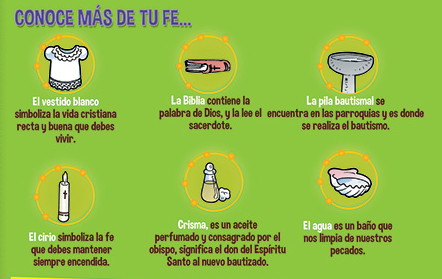 CONOCE MÁS DE TU FE...
El vestido blanco
simboliza la vida cristiana
recta y buena que debes
vivir.
La Biblia contiene la
palabra de Dios, y la lee el
sacerdote.
La pila bautismal se
encuentra en las parroquias y es donde
se realiza el bautismo.
El cirio simboliza la fe
que debes mantener
siempre encendida.
Crisma, es un aceite
perfumado y consagrado por el
obispo, significa el don del Espíritu
Santo al nuevo bautizado.
El agua es un baño que
nos limpia de nuestros
pecados.